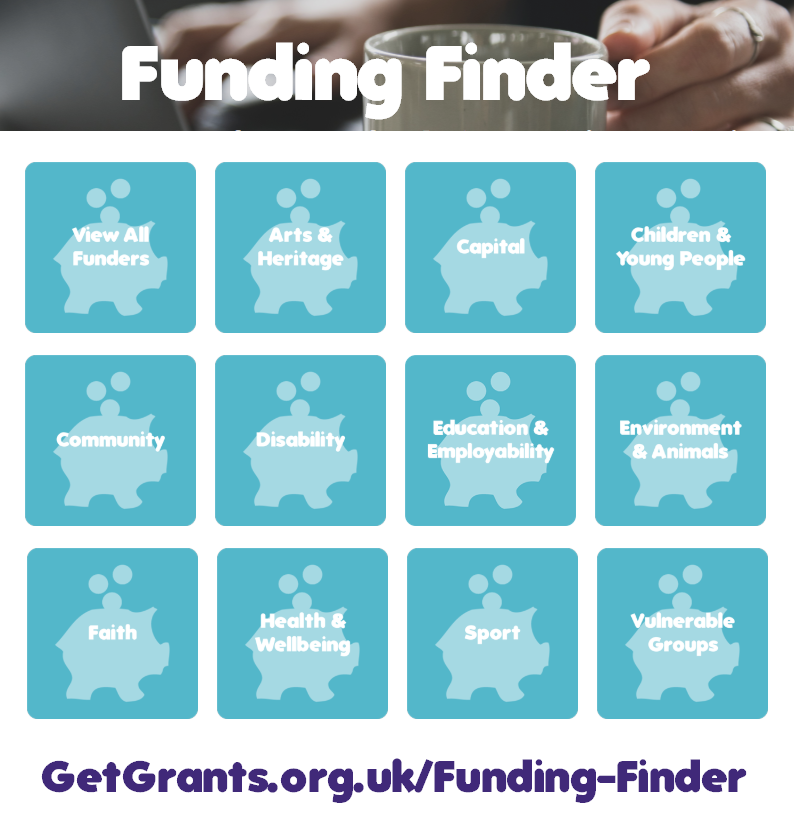 Funding Finder
View All
Funders
Arts &
Heritage
Capital
Children &
Young People
Community
Disability
Education &
Employability
Environment
& Animals
Faith
Health &
Wellbeing
Sport
Vulnerable
Groups
GetGrants.org.uk/Funding-Finder